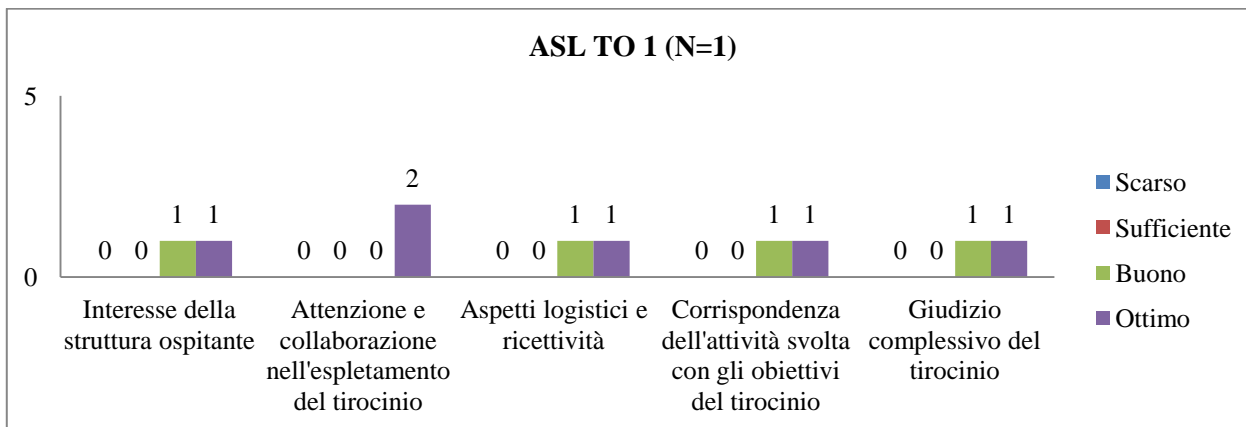 ASL TO 1 (N=1)
5
2
1 1
1 1
1 1
1 1
0 0
0 0 0
0 0
0 0
0 0
0
Scarso
Sufficiente
Buono
Ottimo
Interesse della
struttura ospitante
Attenzione e
collaborazione
nell'espletamento
del tirocinio
Aspetti logistici e
ricettività
Corrispondenza
dell'attività svolta
con gli obiettivi
del tirocinio
Giudizio
complessivo del
tirocinio